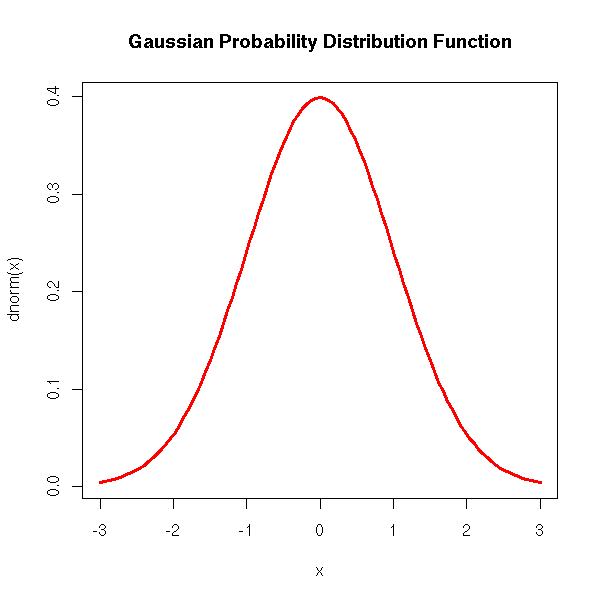 Gaussian Probability Distribution Function
dnorm(x)
0.4
0.3
0.2
0.1
0.0
-3 -2 -1 0 1 2 3
x